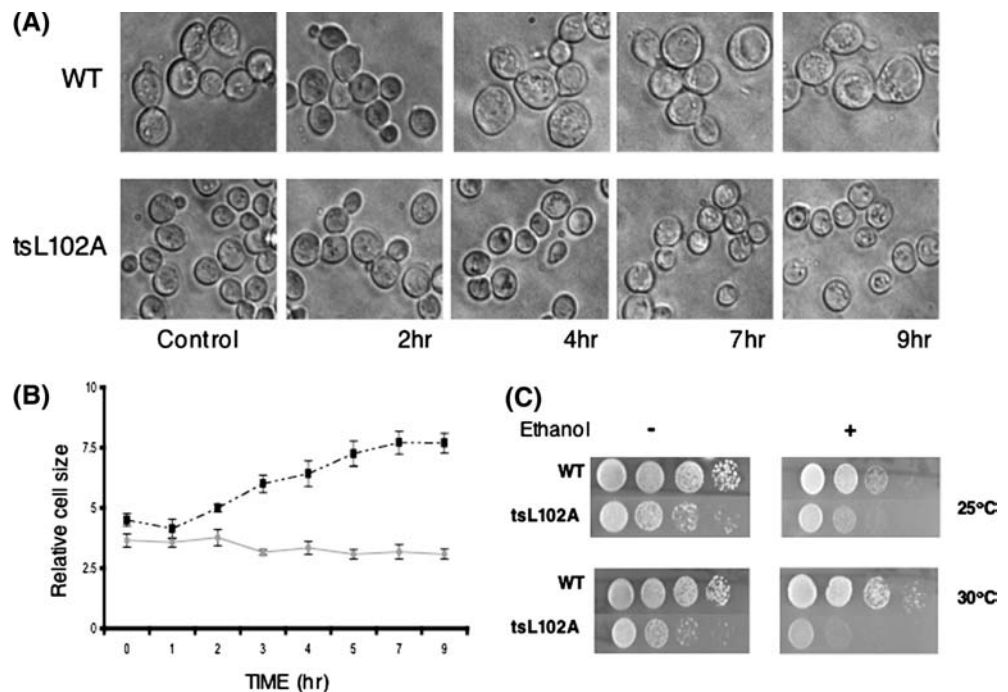 (A)
WT
tsL102A
Control 2hr 4hr 7hr 9hr
(B)
10
7.5
5
2.5
0
Relative cell size
0 1 2 3 4 5 7 9
TIME (hr)
(C)
Ethanol - +
WT
tsL102A
25°C
WT
tsL102A
30°C